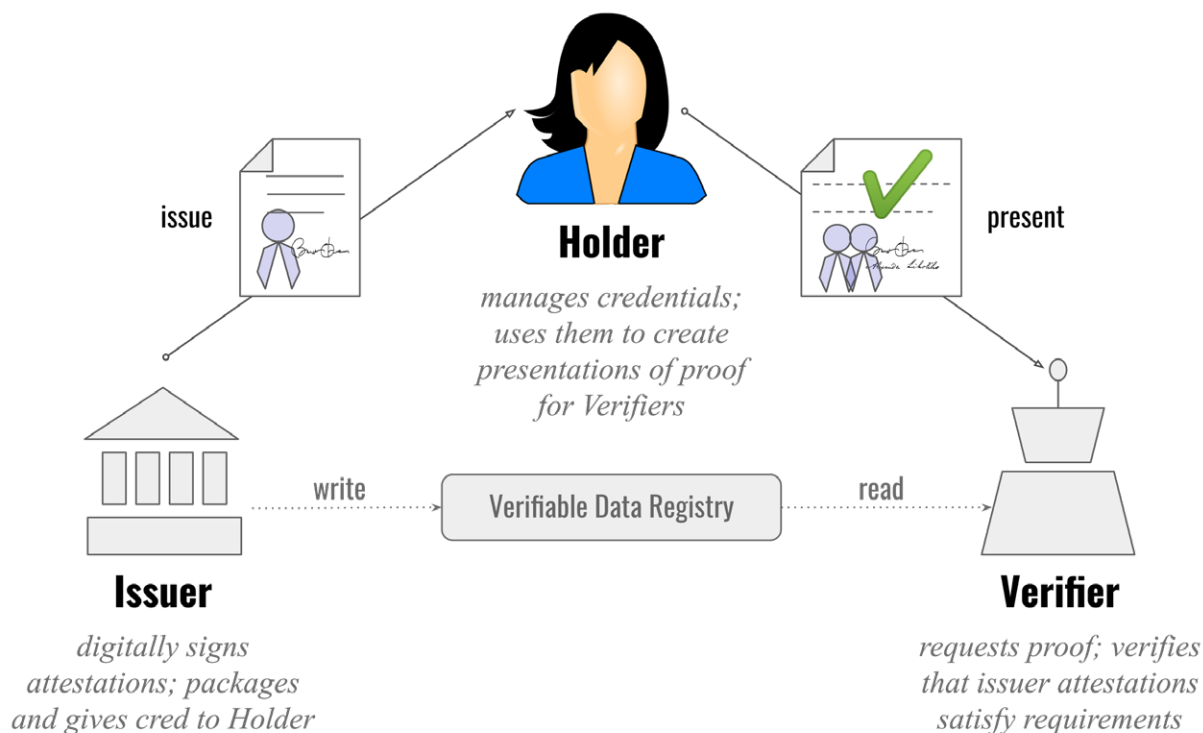 issue
present
Holder
manages credentials;
uses them to create
presentations of proof
for Verifiers
write
Verifiable Data Registry
read
Issuer
digitally signs
attestations; packages
and gives cred to Holder
Verifier
requests proof; verifies
that issuer attestations
satisfy requirements